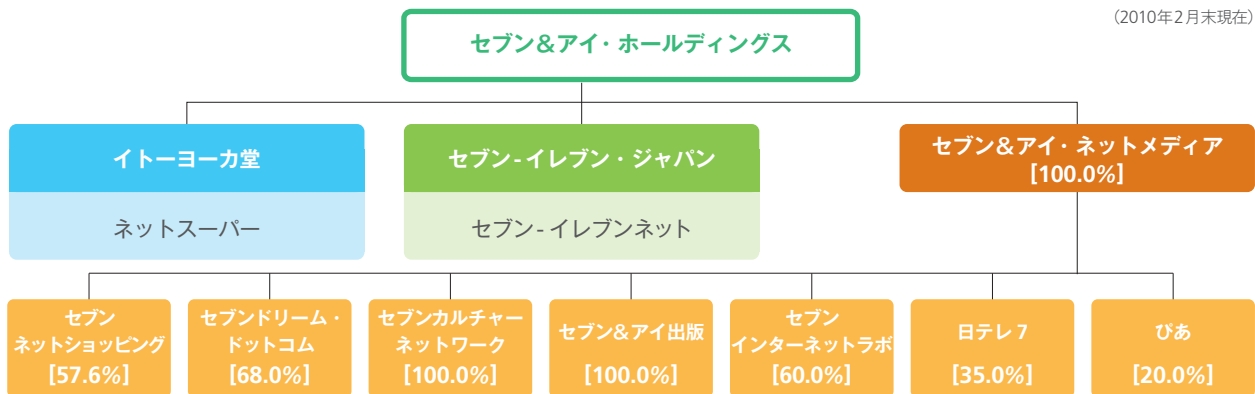 (2010年2月末現在)
セブン&アイ・ホールディングス
イトーヨーカ堂
ネットスーパー
セブン-イレブン・ジャパン
セブン-イレブンネット
セブン&アイ・ネットメディア
[100.0%]
セブン
ネットショッピング
[57.6%]
セブンドリーム・
ドットコム
[68.0%]
セブンカルチャー
ネットワーク
[100.0%]
セブン&アイ出版
[100.0%]
セブン
インターネットラボ
[60.0%]
日テレ7
[35.0%]
ぴあ
[20.0%]